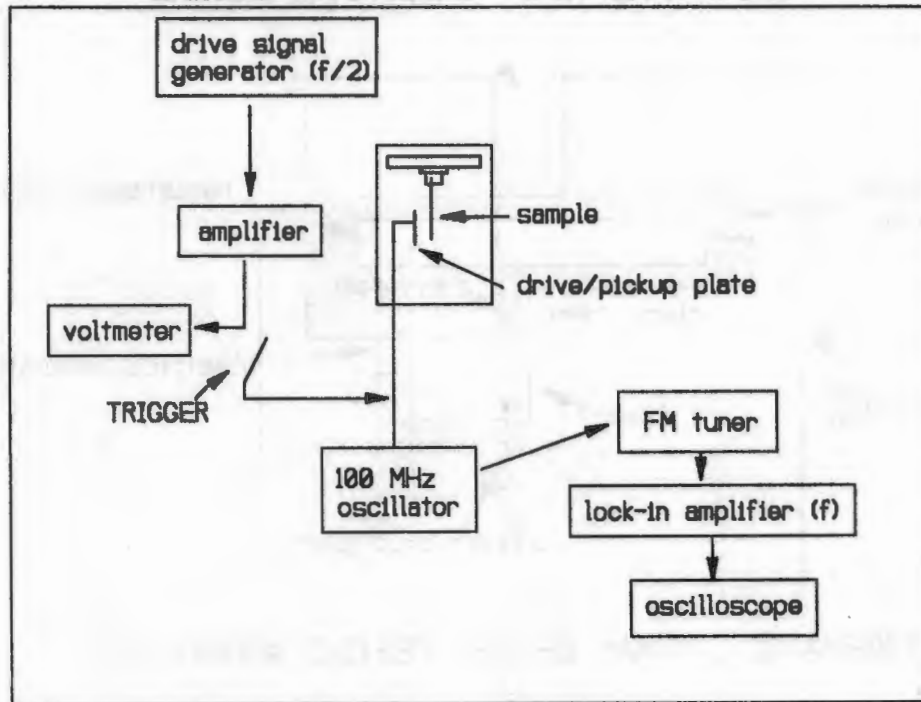 drive signal
generator (f/2)
amplifier
sample
drive/pickup plate
voltmeter
TRIGGER
FM tuner
100 MHz
oscillator
lock-in amplifier (f)
oscilloscope